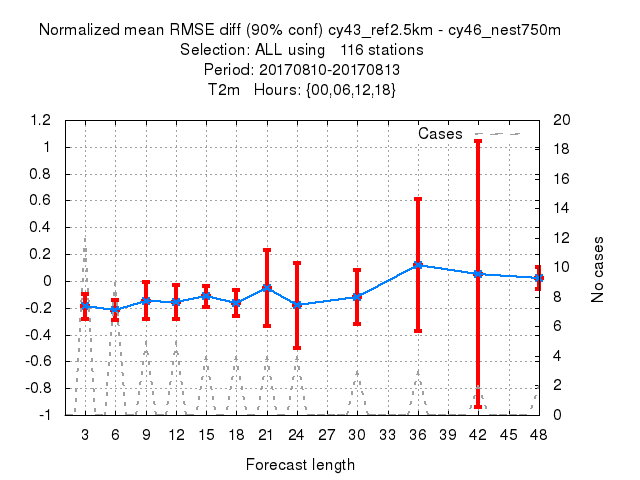 Normalized mean RMSE diff (90% conf) cy43_ref2.5km - cy46_nest750m
Selection: ALL using   116 stations
Period: 20170810-20170813
T2m   Hours: {00,06,12,18}
Cases
1.2
1
0.8
0.6
0.4
0.2
0
-0.2
-0.4
-0.6
-0.8
-1
20
18
16
14
12
10
8
6
4
2
0
No cases
3 6 9 12 15 18 21 24 27 30 33 36 39 42 45 48
Forecast length